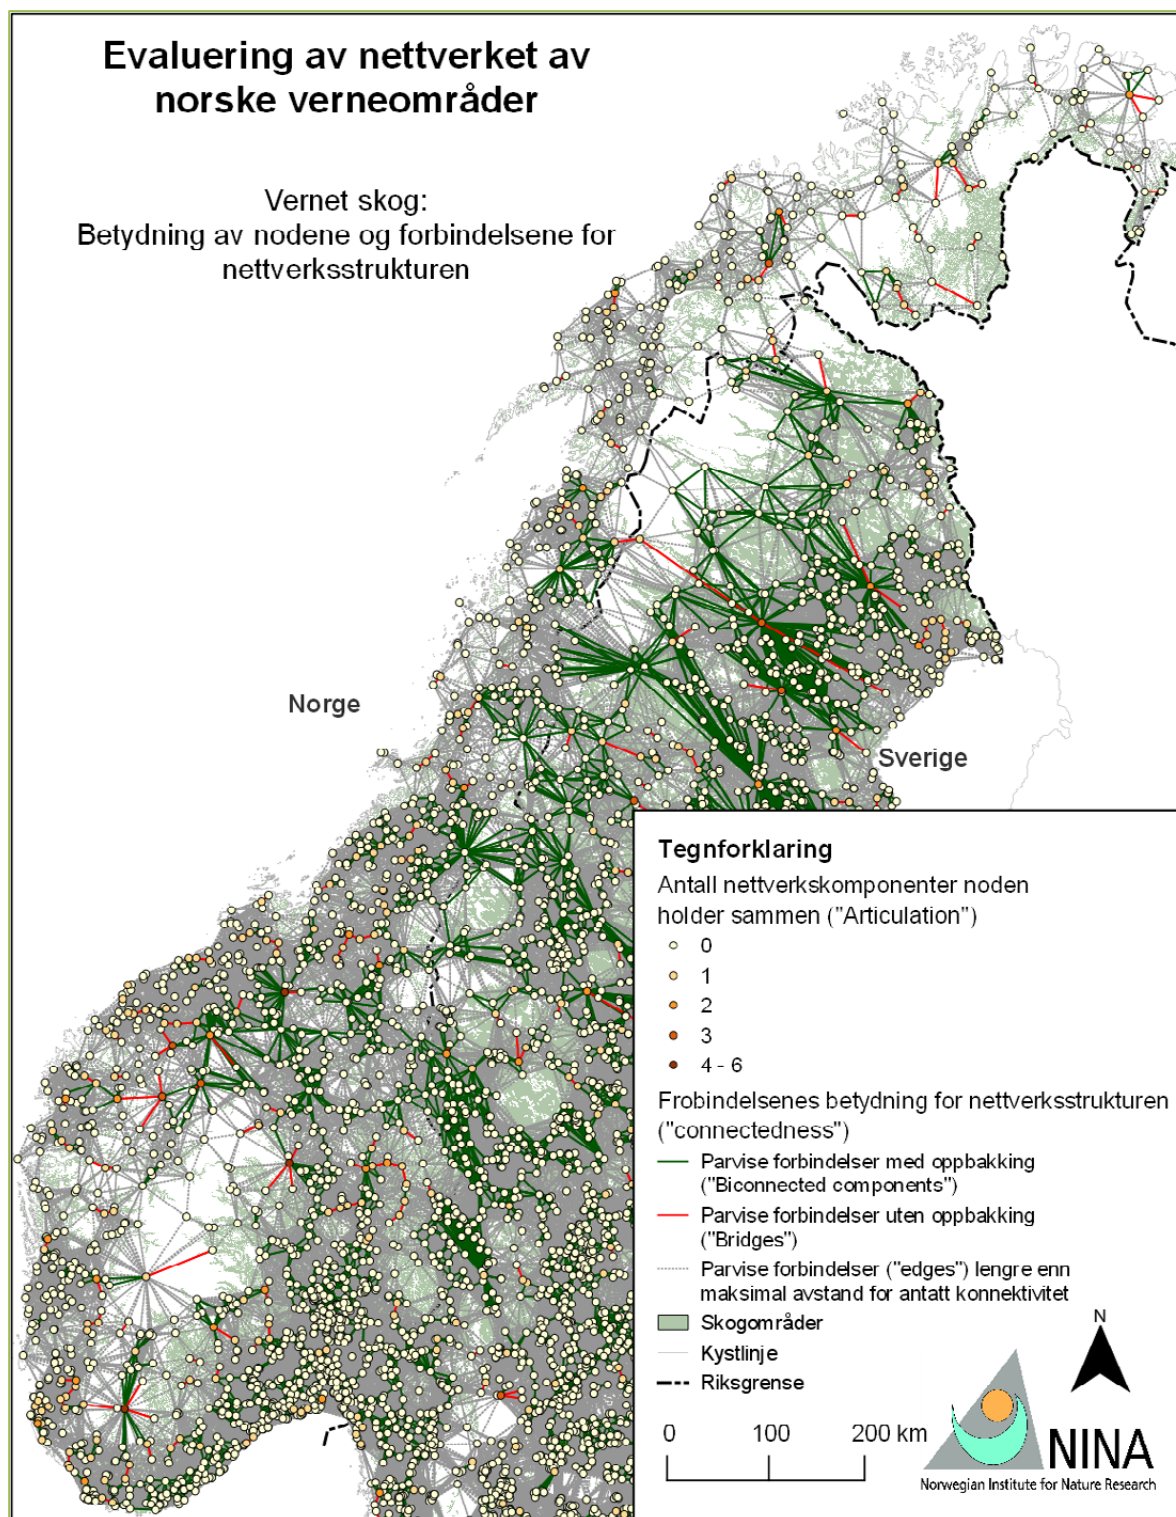 Evaluering av nettverket av
norske verneområder
Vernet skog:
Betydning av nodene og forbindelsene for
nettverksstrukturen
Norge
Sverige
Tegnforklaring
Antall nettverkskomponenter noden
holder sammen ("Articulation")
0
1
2
3
4 - 6
Frobindelsenes betydning for nettverksstrukturen
("connectedness")
Parvise forbindelser med oppbakking
("Biconnected components")
Parvise forbindelser uten oppbakking
("Bridges")
Parvise forbindelser ("edges") lengre enn
maksimal avstand for antatt konnektivitet
Skogområder
Kystlinje
Riksgrense
N
0 100 200 km
NINA
Norwegian Institute for Nature Research